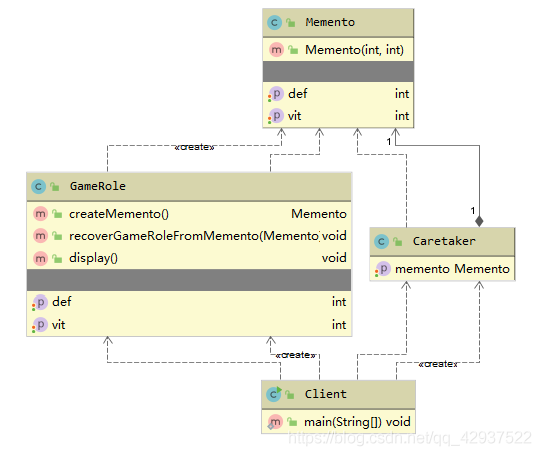 Memento
Memento(int, int)
def int
vit int
«create»
1
1
GameRole
createMemento() Memento
recoverGameRoleFromMemento(Memento) void
display() void
def int
vit int
Caretaker
memento Memento
«create»
«create»
Client
main(String[]) void
https://blog.csdn.net/qq_42937522